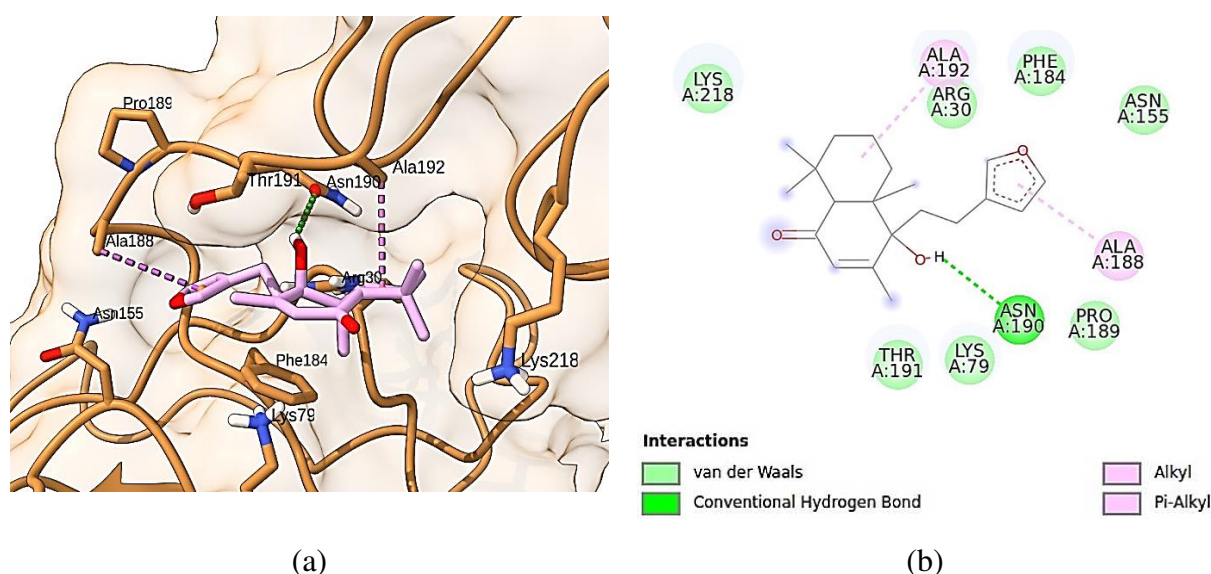 Pro189
Thr191
Asn190
Ala192
Ala188
Arg30
Asn155
Phe184
Lys218
Lys79
(a)
LYS
A:218
ALA
A:192
ARG
A:30
PHE
A:184
ASN
A:155
O
O
O
H
ALA
A:188
ASN
A:190
PRO
A:189
THR
A:191
LYS
A:79
Interactions
van der Waals
Conventional Hydrogen Bond
Alkyl
Pi-Alkyl
(b)